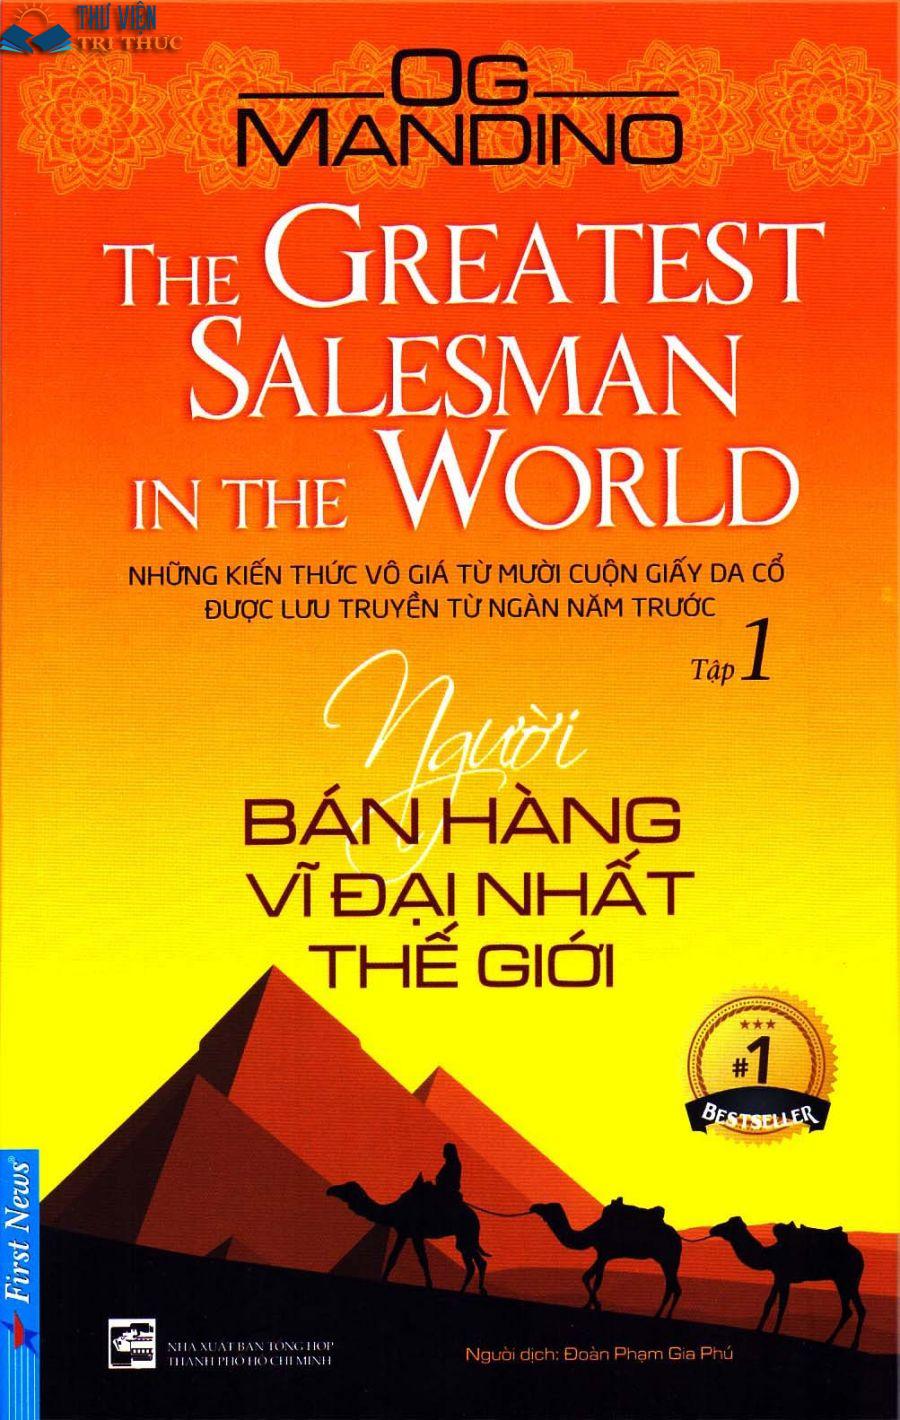 THƯ VIỆN
TRI THỨC
OG
MANDINO
THE GREATEST
SALESMAN
IN THE WORLD
NHỮNG KIẾN THỨC VÔ GIÁ TỪ MƯỜI CUỘN GIẤY DA CỔ
ĐƯỢC LƯU TRUYỀN TỪ NGÀN NĂM TRƯỚC
Tập 1
Người
BÁN HÀNG
VĨ ĐẠI NHẤT
THẾ GIỚI
#1
BESTSELLER
First News®
NHÀ XUẤT BẢN TỔNG HỢP
THÀNH PHỐ HỒ CHÍ MINH
Người dịch: Đoàn Phạm Gia Phú